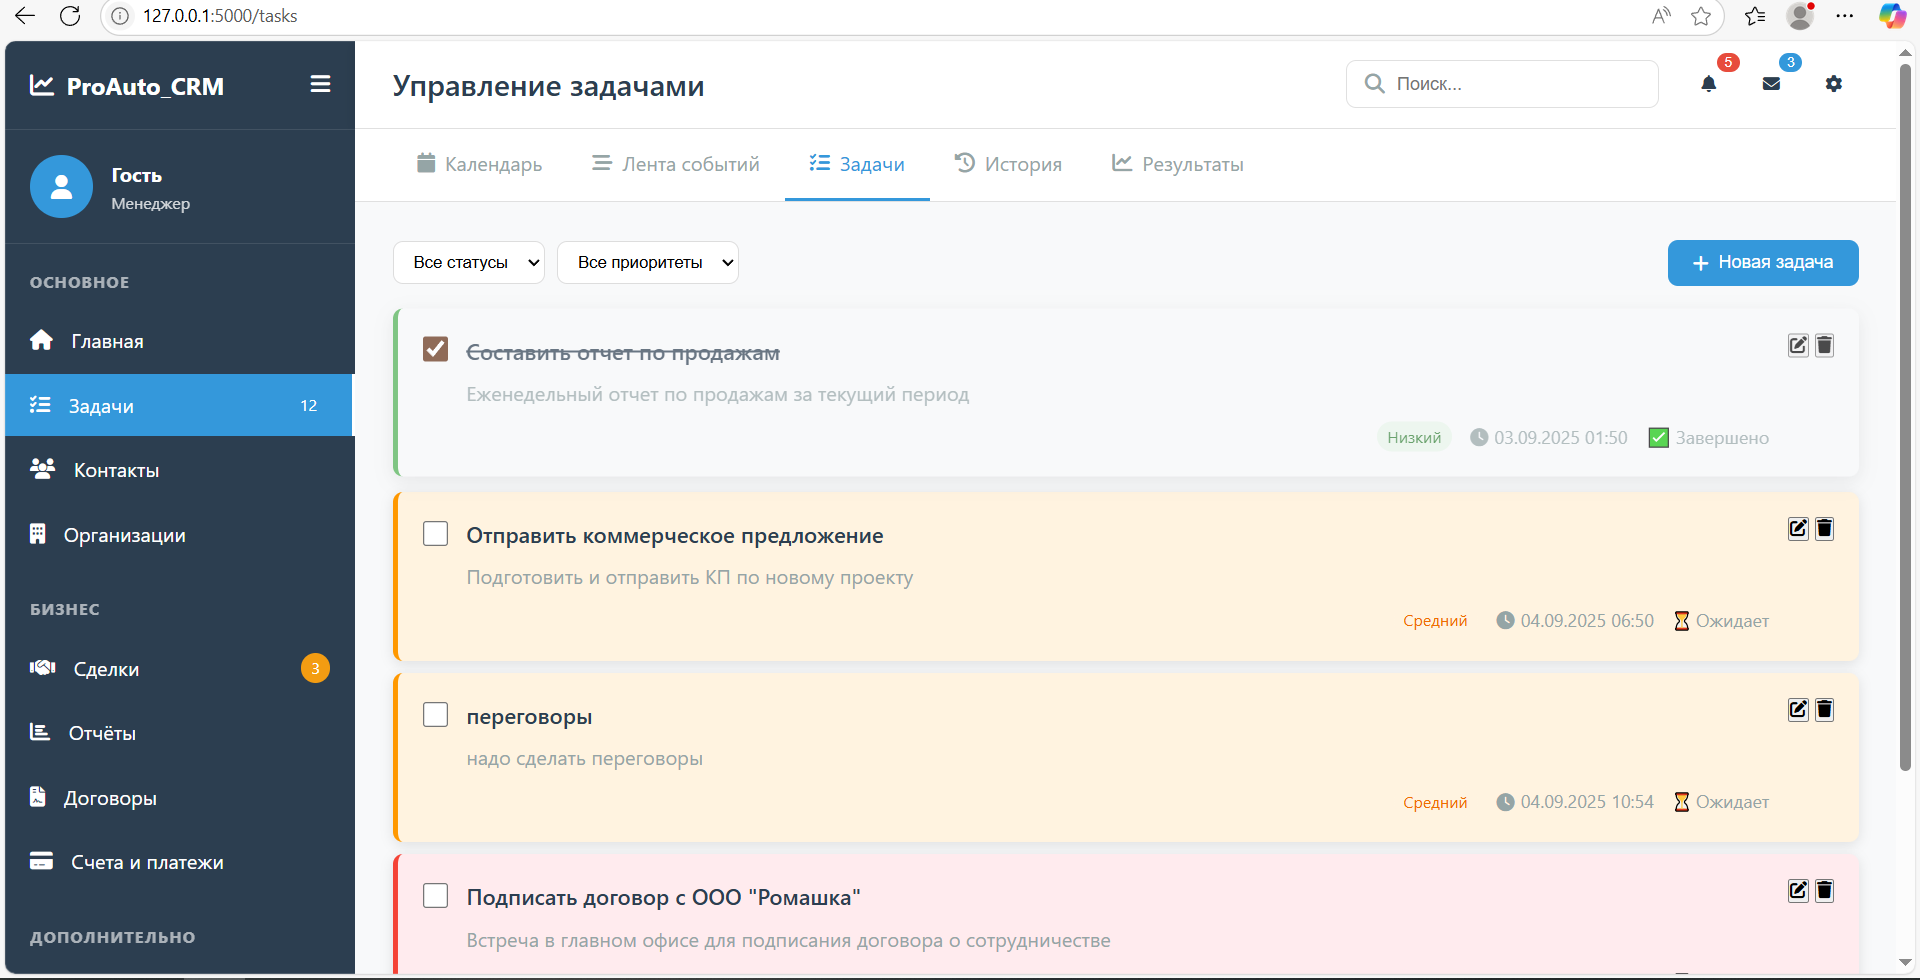 127.0.0.1:5000/tasks
ProAuto_CRM
Гость
Менеджер
ОСНОВНОЕ
Главная
Задачи 12
Контакты
Организации
БИЗНЕС
Сделки 3
Отчёты
Договоры
Счета и платежи
ДОПОЛНИТЕЛЬНО
Управление задачами
Поиск...
5
3
Календарь
Лента событий
Задачи
История
Результаты
Все статусы
Все приоритеты
+ Новая задача
Составить отчет по продажам
Еженедельный отчет по продажам за текущий период
Низкий 03.09.2025 01:50 ✅ Завершено
Отправить коммерческое предложение
Подготовить и отправить КП по новому проекту
Средний 04.09.2025 06:50 ⏳ Ожидает
переговоры
надо сделать переговоры
Средний 04.09.2025 10:54 ⏳ Ожидает
Подписать договор с ООО "Ромашка"
Встреча в главном офисе для подписания договора о сотрудничестве